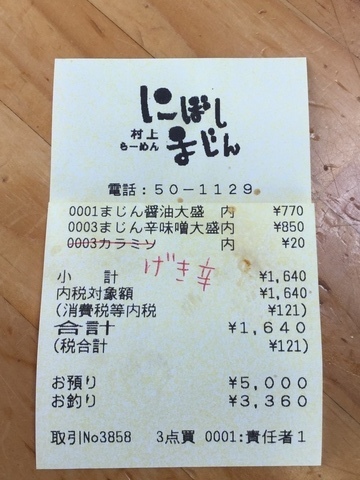 にぼし
村上
らーめん
まじん
電話：50-1129
0001まじん醤油大盛 内 ¥770
0003まじん辛味噌大盛内 ¥850
0003カラミソ 内 ¥20
げき辛
小　計 ¥1,640
内税対象額 ¥1,640
(消費税等内税 ¥121)
合計 ¥1,640
(税合計 ¥121)
お預り ¥5,000
お釣り ¥3,360
取引No3858 3点買 0001:責任者1